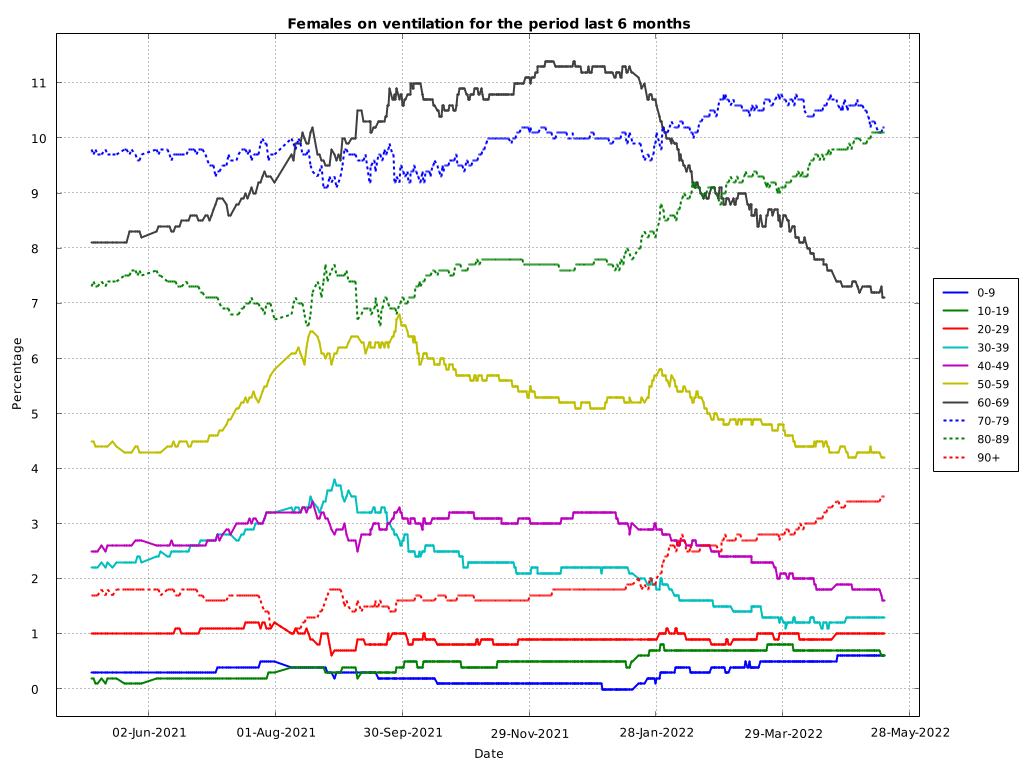 Females on ventilation for the period last 6 months
Percentage
11
10
9
8
7
6
5
4
3
2
1
0
02-Jun-2021
01-Aug-2021
30-Sep-2021
29-Nov-2021
28-Jan-2022
29-Mar-2022
28-May-2022
Date
0-9
10-19
20-29
30-39
40-49
50-59
60-69
70-79
80-89
90+